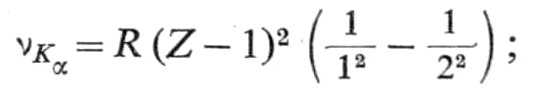 ν_{K_α} = R (Z − 1)² (1/1² − 1/2²) ;